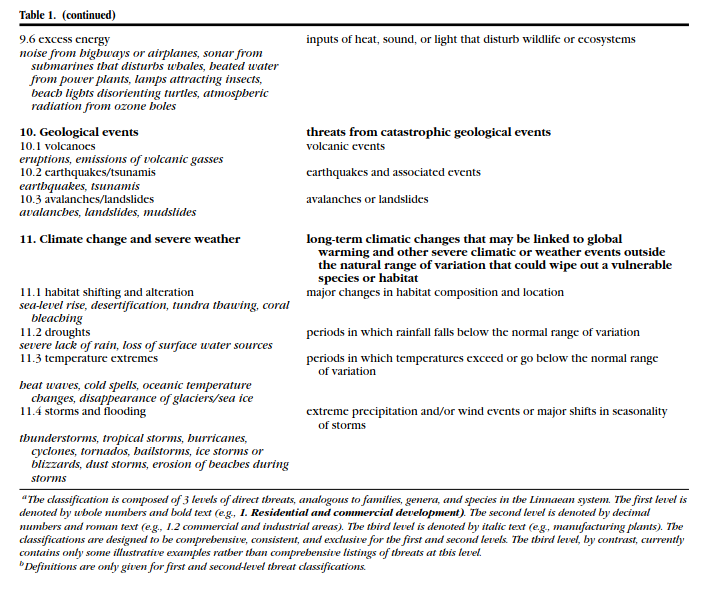 Table 1. (continued)
9.6 excess energy
inputs of heat, sound, or light that disturb wildlife or ecosystems
noise from highways or airplanes, sonar from
submarines that disturbs whales, heated water
from power plants, lamps attracting insects,
beach lights disorienting turtles, atmospheric
radiation from ozone holes
10. Geological events
threats from catastrophic geological events
10.1 volcanoes
volcanic events
eruptions, emissions of volcanic gasses
10.2 earthquakes/tsunamis
earthquakes and associated events
earthquakes, tsunamis
10.3 avalanches/landslides
avalanches or landslides
avalanches, landslides, mudslides
11. Climate change and severe weather
long-term climatic changes that may be linked to global
warming and other severe climatic or weather events outside
the natural range of variation that could wipe out a vulnerable
species or habitat
11.1 habitat shifting and alteration
major changes in habitat composition and location
sea-level rise, desertification, tundra thawing, coral
bleaching
11.2 droughts
periods in which rainfall falls below the normal range of variation
severe lack of rain, loss of surface water sources
11.3 temperature extremes
periods in which temperatures exceed or go below the normal range
of variation
heat waves, cold spells, oceanic temperature
changes, disappearance of glaciers/sea ice
11.4 storms and flooding
extreme precipitation and/or wind events or major shifts in seasonality
of storms
thunderstorms, tropical storms, hurricanes,
cyclones, tornados, hailstorms, ice storms or
blizzards, dust storms, erosion of beaches during
storms
a The classification is composed of 3 levels of direct threats, analogous to families, genera, and species in the Linnaean system. The first level is
denoted by whole numbers and bold text (e.g., 1. Residential and commercial development). The second level is denoted by decimal
numbers and roman text (e.g., 1.2 commercial and industrial areas). The third level is denoted by italic text (e.g., manufacturing plants). The
classifications are designed to be comprehensive, consistent, and exclusive for the first and second levels. The third level, by contrast, currently
contains only some illustrative examples rather than comprehensive listings of threats at this level.
b Definitions are only given for first and second-level threat classifications.